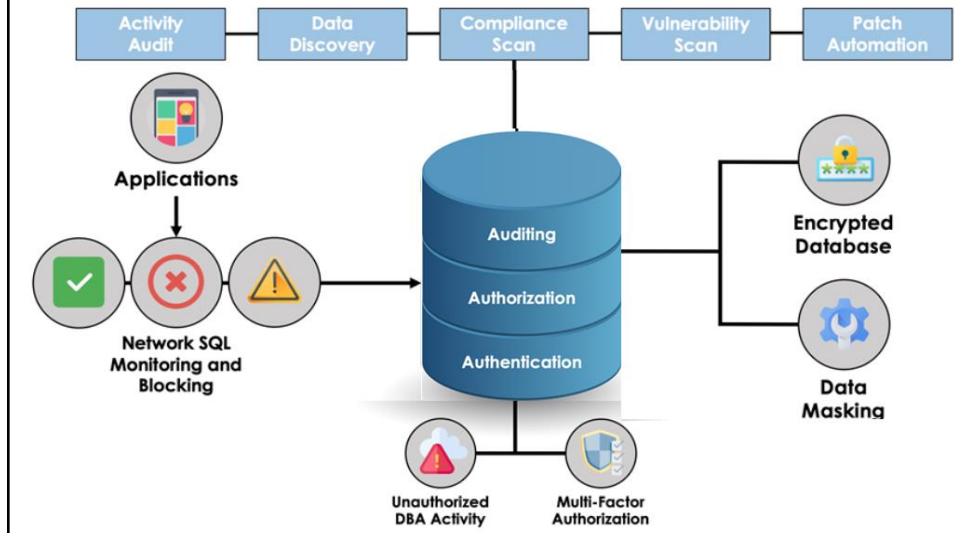 Activity
Audit
Data
Discovery
Compliance
Scan
Vulnerability
Scan
Patch
Automation
Applications
Network SQL
Monitoring and
Blocking
Auditing
Authorization
Authentication
****
Encrypted
Database
Data
Masking
Unauthorized
DBA Activity
Multi-Factor
Authorization